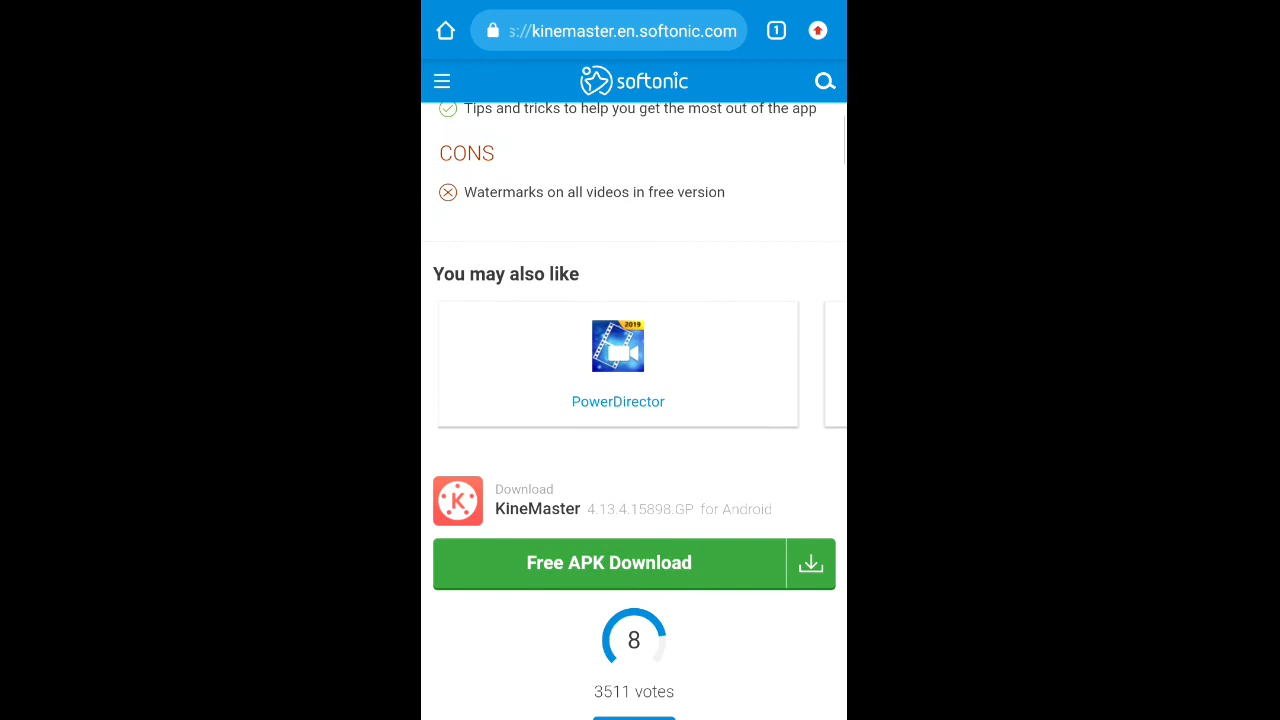 s://kinemaster.en.softonic.com
1
softonic
Tips and tricks to help you get the most out of the app
CONS
Watermarks on all videos in free version
You may also like
2019
PowerDirector
Download
K
KineMaster 4.13.4.15898.GP for Android
Free APK Download
8
3511 votes